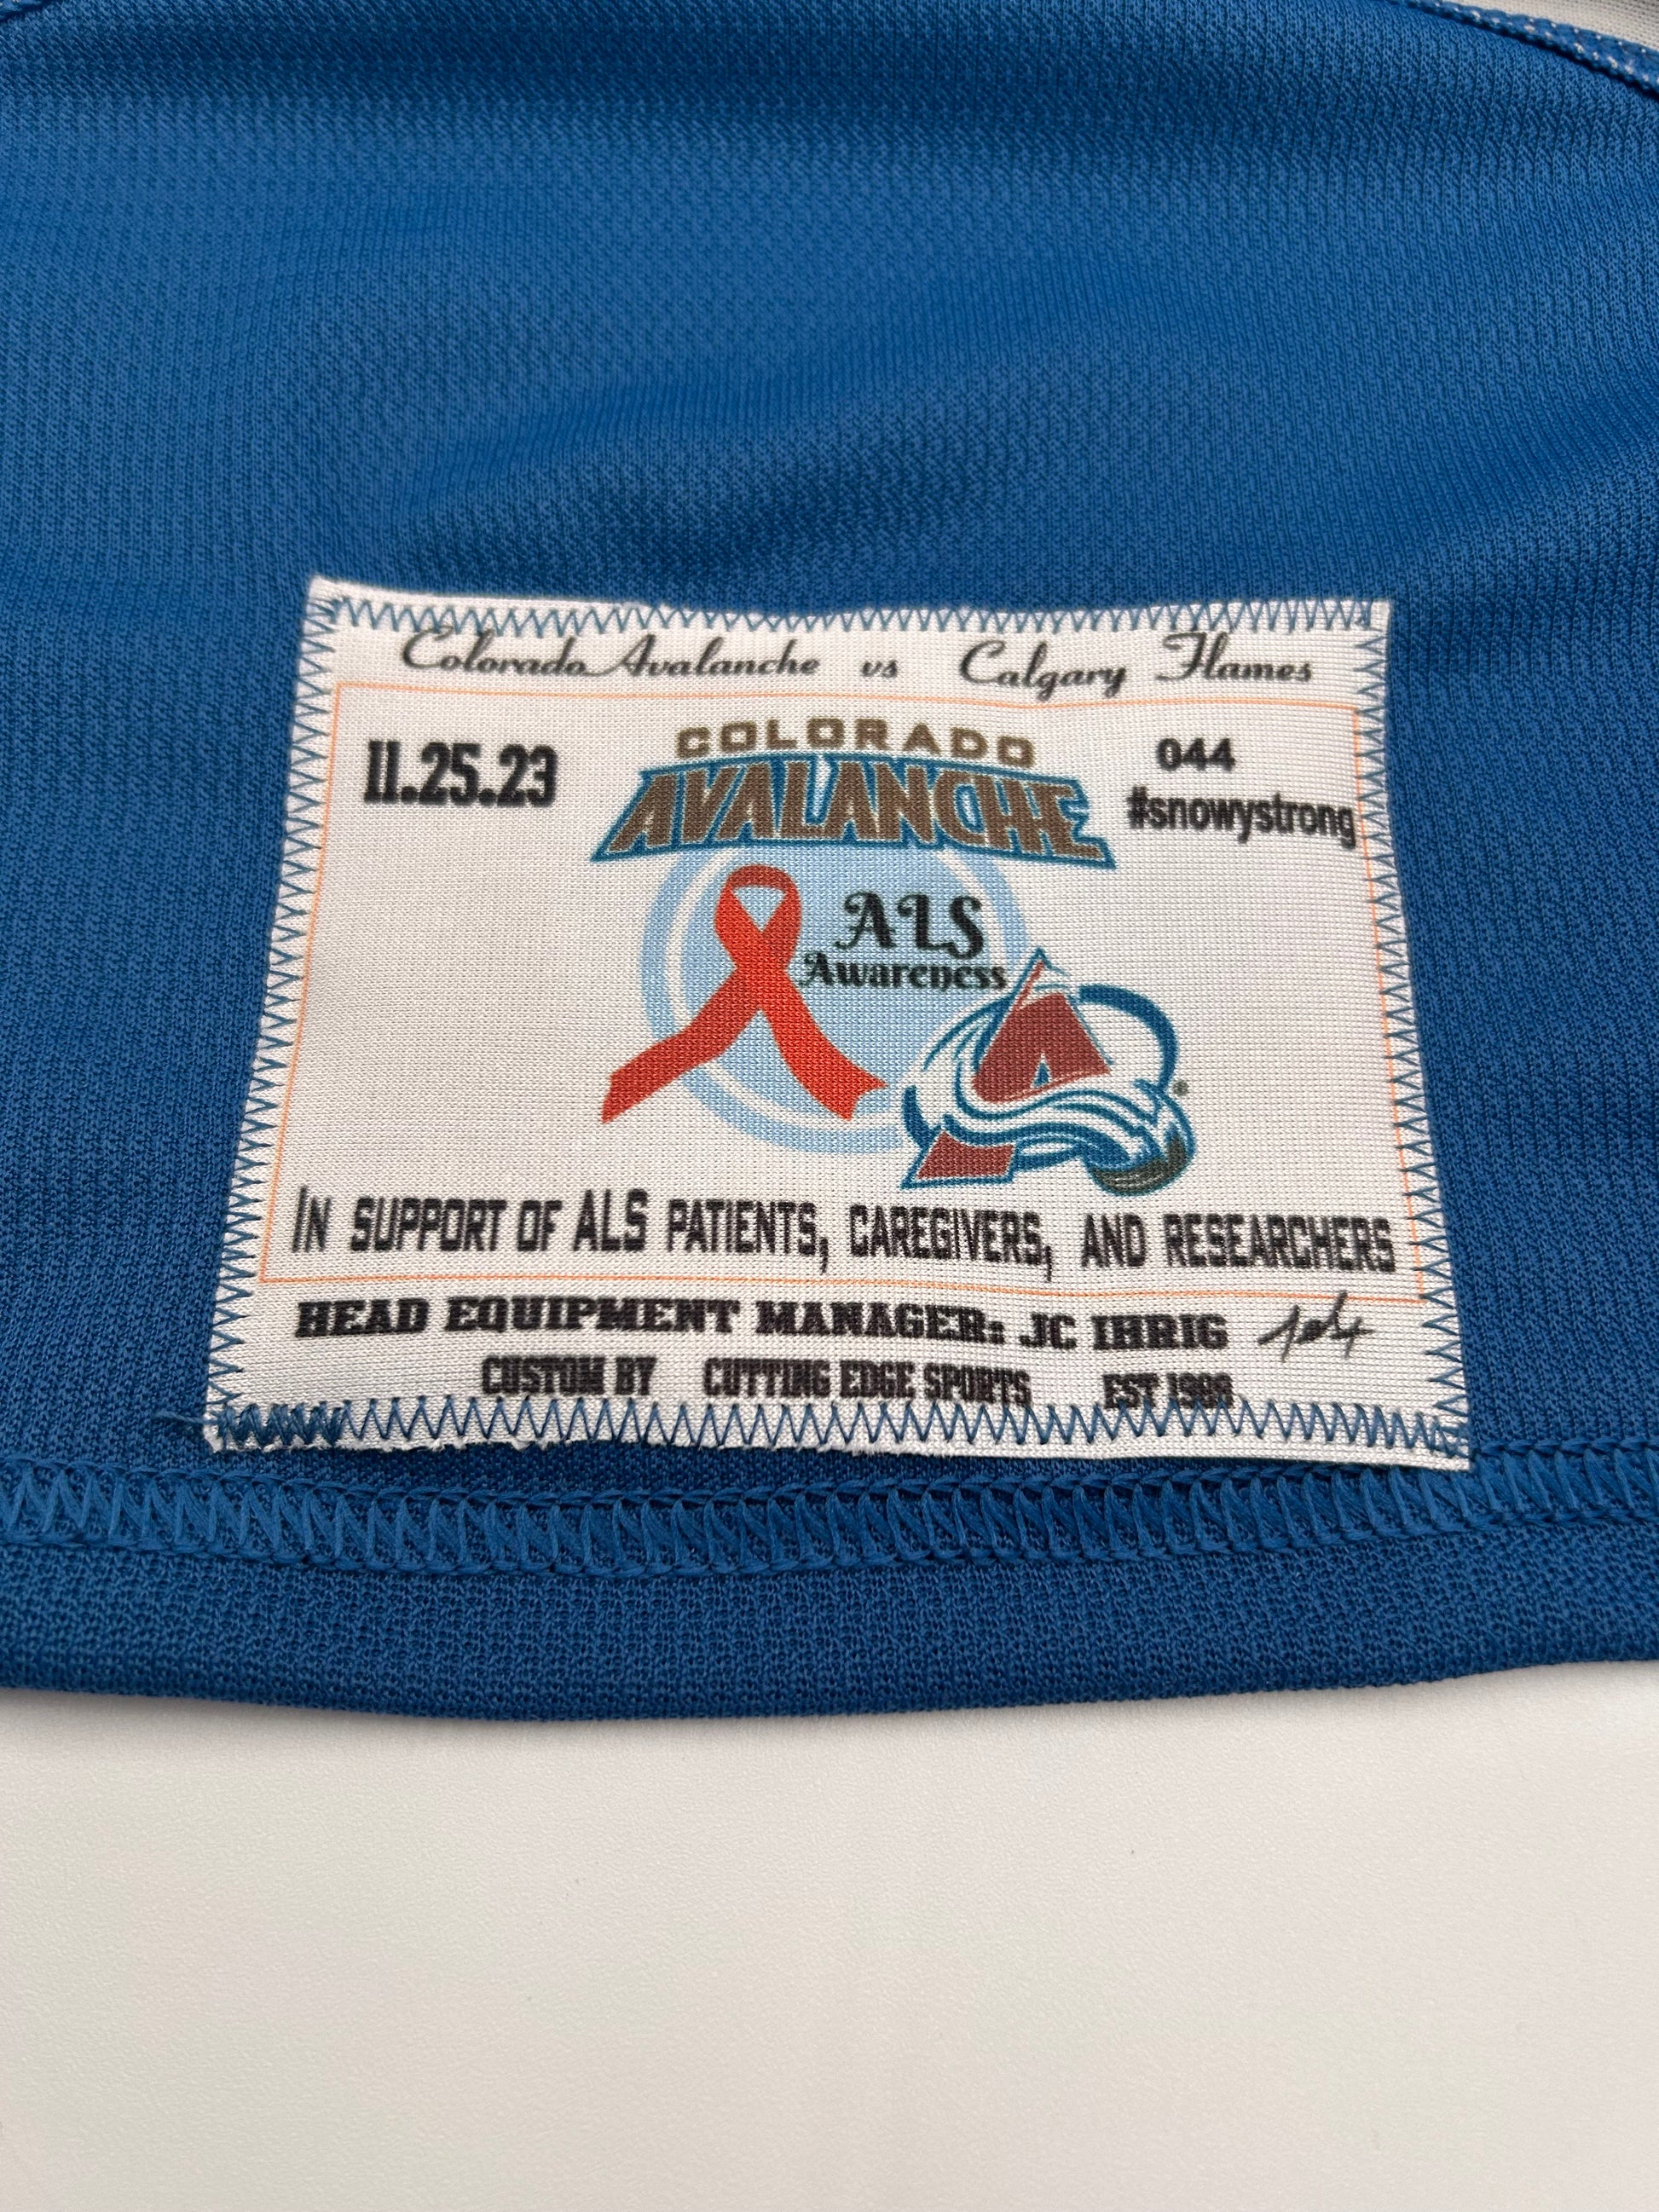 Colorado Avalanche vs Calgary Flames
11.25.23
COLORADO
AVALANCHE
044
#snowystrong
ALS
Awareness
IN SUPPORT OF ALS PATIENTS, CAREGIVERS, AND RESEARCHERS
HEAD EQUIPMENT MANAGER: JC IHRIG
CUSTOM BY CUTTING EDGE SPORTS EST